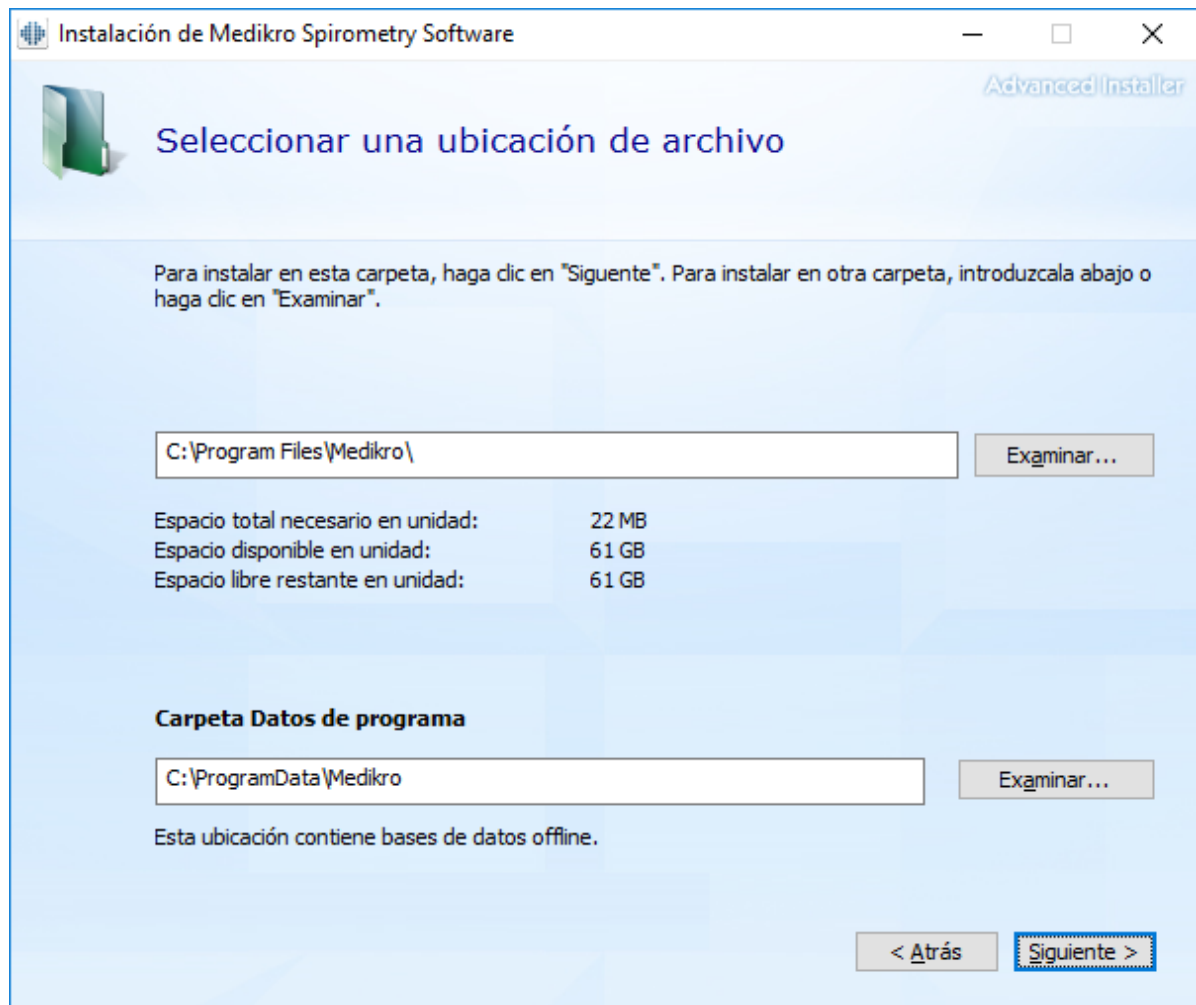 Instalación de Medikro Spirometry Software
Advanced Installer
Seleccionar una ubicación de archivo
Para instalar en esta carpeta, haga clic en "Siguente". Para instalar en otra carpeta, introduzcala abajo o
haga clic en "Examinar".
C:\Program Files\Medikro\
Examinar...
Espacio total necesario en unidad: 22 MB
Espacio disponible en unidad: 61 GB
Espacio libre restante en unidad: 61 GB
Carpeta Datos de programa
C:\ProgramData\Medikro
Examinar...
Esta ubicación contiene bases de datos offline.
< Atrás
Siguiente >